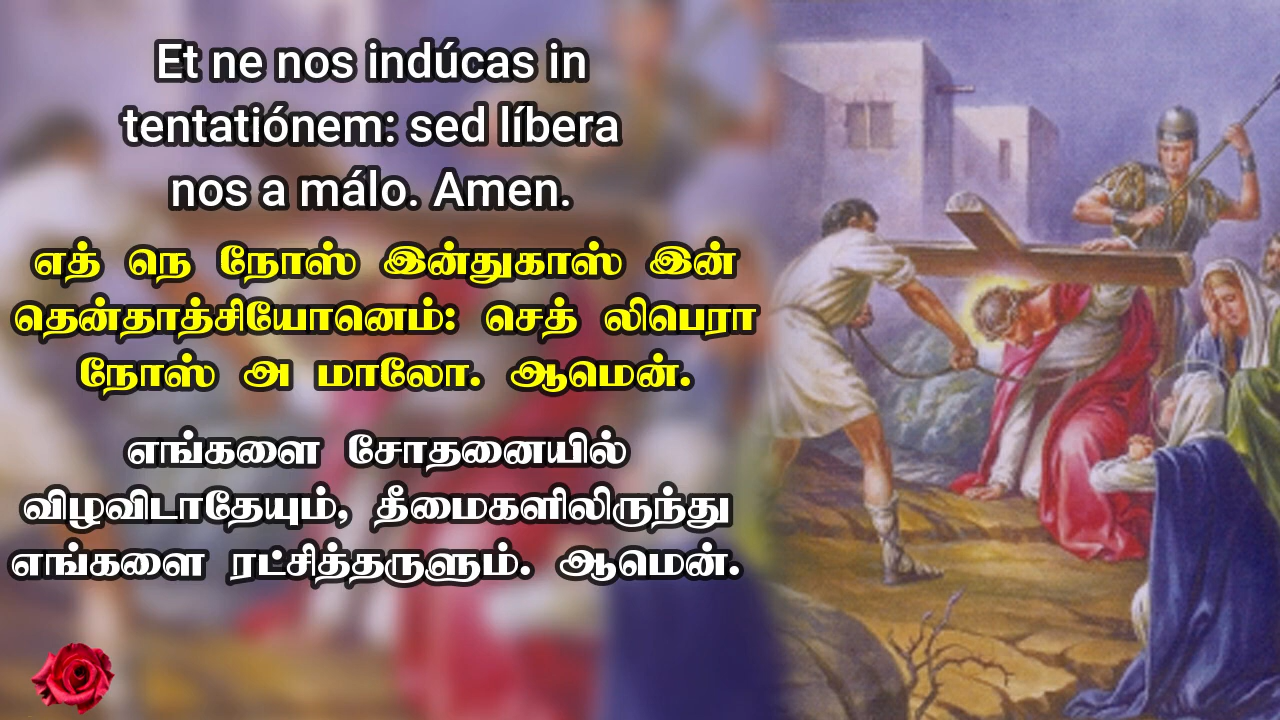 Et ne nos indúcas in
tentatiónem: sed líbera
nos a málo. Amen.
எத் நெ நோஸ் இன்துகாஸ் இன்
தென்தாத்சியோனெம்: செத் லிபெரா
நோஸ் அ மாலோ. ஆமென்.
எங்களை சோதனையில்
விழவிடாதேயும், தீமைகளிலிருந்து
எங்களை ரட்சித்தருளும். ஆமென்.